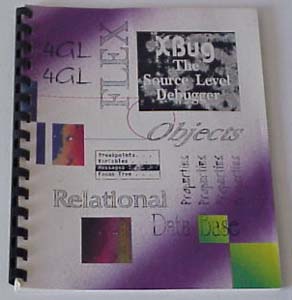 4GL
4GL
FLEX
XBug
The
Source Level
Debugger
Objects
Breakpoints...
Variables...
Messages
Focus Tree...
Properties
Properties
Properties
Properties
Relational
Data Base